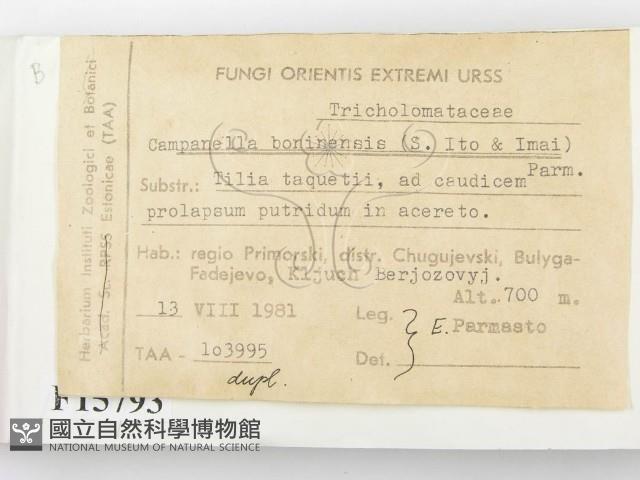 B
Herbarium Instituti Zoologici et Botanici
Acad. Sc. RPSS Estonicae (TAA)
FUNGI ORIENTIS EXTREMI URSS
Tricholomataceae
Campanella boninensis (S. Ito & Imai)
Parm.
Substr.: Tilia taquetii, ad caudicem
prolapsum putridum in acereto.
Hab.: regio Primorski, distr. Chugujevski, Bulyga-
Fadejevo, Kljuch Berjozovyj.
Alt. 700 m.
13 VIII 1981
Leg. E. Parmasto
Det.
TAA - 103995
dupl.
F15793
國立自然科學博物館
NATIONAL MUSEUM OF NATURAL SCIENCE